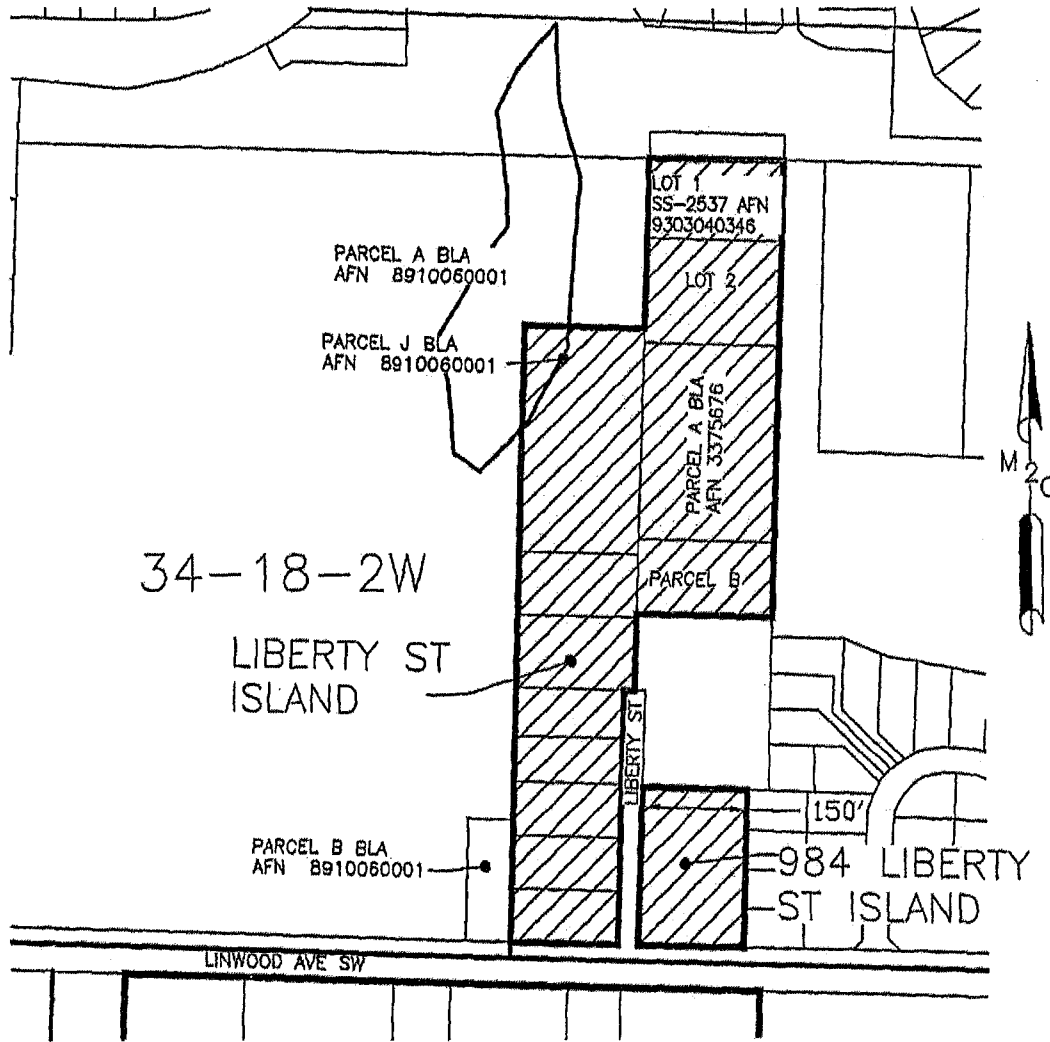 LOT 1
SS-2537 AFN
9303040346
LOT 2
PARCEL A BLA
AFN 8910060001
PARCEL J BLA
AFN 8910060001
PARCEL A BLA
AFN 3375676
M2C
PARCEL B
34-18-2W
LIBERTY ST
ISLAND
LIBERTY ST
150'
PARCEL B BLA
AFN 8910060001
984 LIBERTY
ST ISLAND
LINWOOD AVE SW